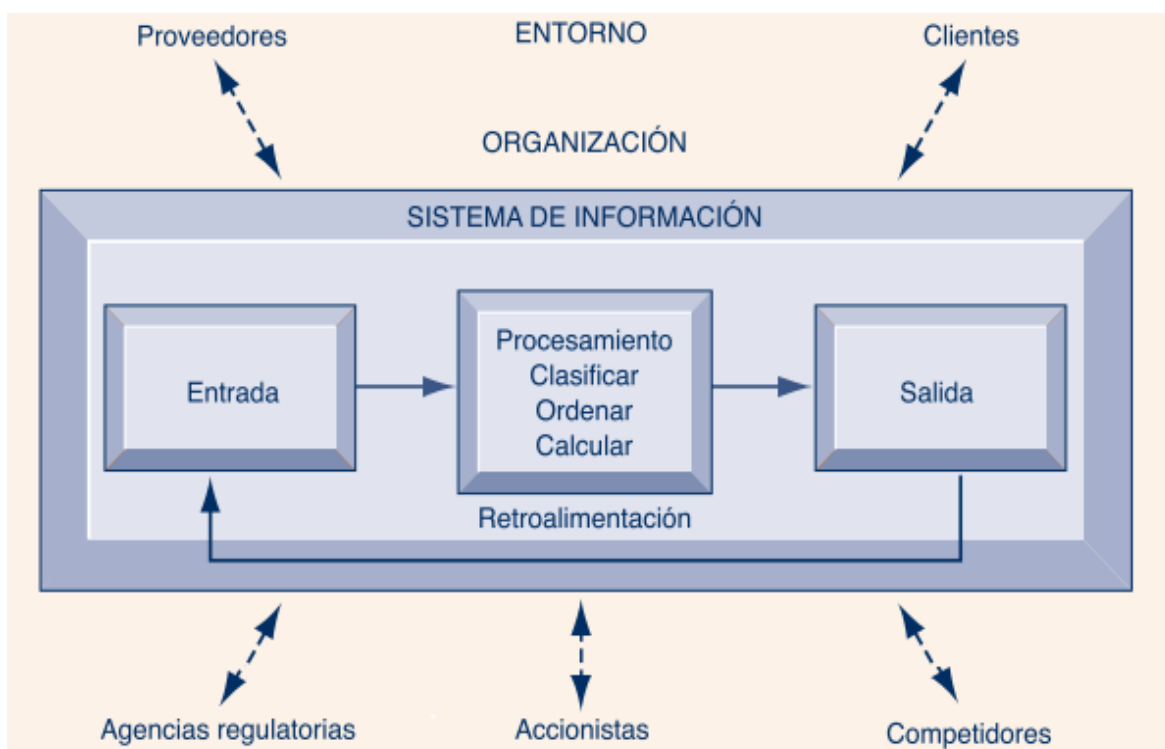 Proveedores
ENTORNO
Clientes
ORGANIZACIÓN
SISTEMA DE INFORMACIÓN
Entrada
Procesamiento
Clasificar
Ordenar
Calcular
Salida
Retroalimentación
Agencias regulatorias
Accionistas
Competidores